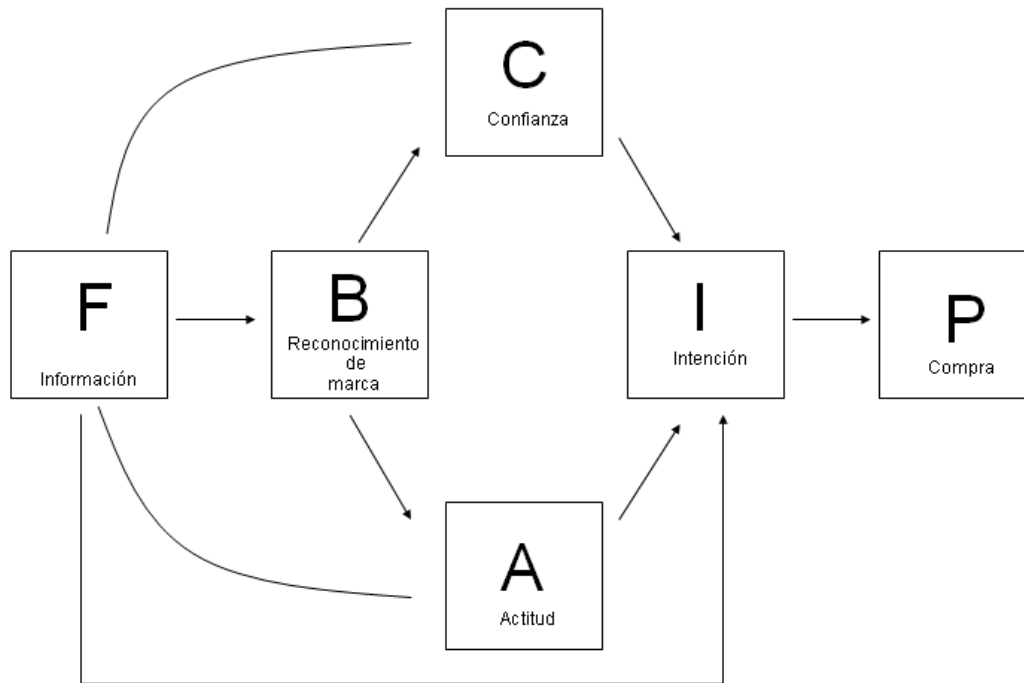 C
Confianza
F
Información
B
Reconocimiento
de
marca
I
Intención
P
Compra
A
Actitud